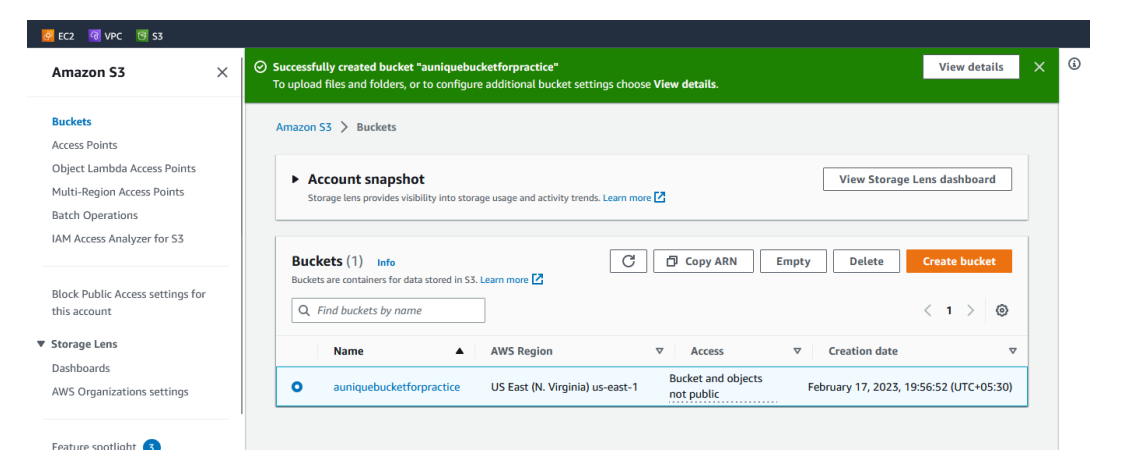 EC2 VPC S3
Amazon S3
Buckets
Access Points
Object Lambda Access Points
Multi-Region Access Points
Batch Operations
IAM Access Analyzer for S3
Block Public Access settings for
this account
Storage Lens
Dashboards
AWS Organizations settings
Feature spotlight 3
Successfully created bucket "auniquebucketforpractice"
To upload files and folders, or to configure additional bucket settings choose View details.
View details
Amazon S3 > Buckets
Account snapshot
Storage lens provides visibility into storage usage and activity trends. Learn more
View Storage Lens dashboard
Buckets (1) Info
Buckets are containers for data stored in S3. Learn more
Copy ARN Empty Delete Create bucket
Find buckets by name
1
Name AWS Region Access Creation date
auniquebucketforpractice US East (N. Virginia) us-east-1 Bucket and objects
not public February 17, 2023, 19:56:52 (UTC+05:30)